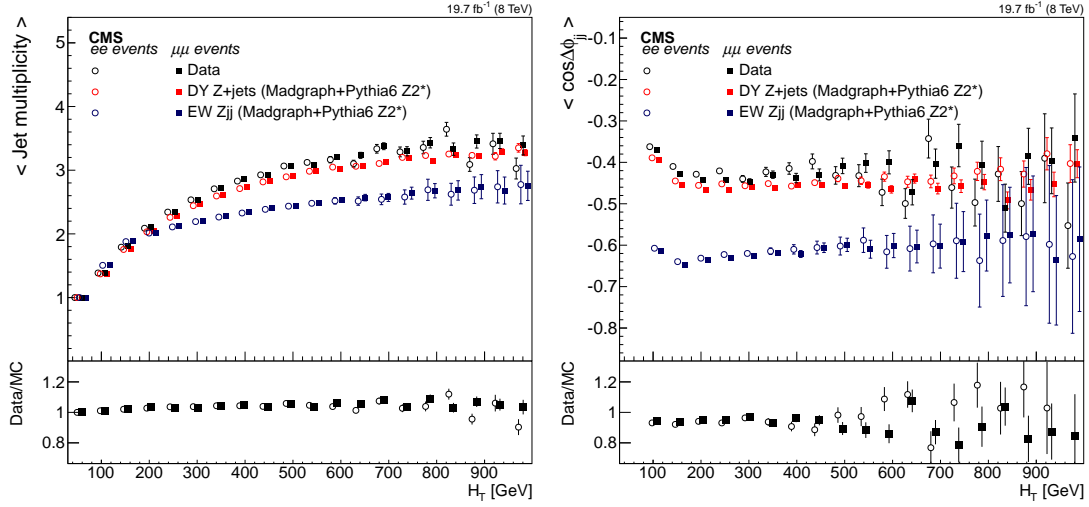 19.7 fb⁻¹ (8 TeV)
< Jet multiplicity >
5
4
3
2
1
CMS
ee events μμ events
Data
DY Z+jets (Madgraph+Pythia6 Z2*)
EW Zjj (Madgraph+Pythia6 Z2*)
Data/MC
1.2
1
0.8
100 200 300 400 500 600 700 800 900
H_T [GeV]
19.7 fb⁻¹ (8 TeV)
< cosΔϕ_jj >
-0.1
-0.2
-0.3
-0.4
-0.5
-0.6
-0.7
-0.8
CMS
ee events μμ events
Data
DY Z+jets (Madgraph+Pythia6 Z2*)
EW Zjj (Madgraph+Pythia6 Z2*)
Data/MC
1.2
1
0.8
100 200 300 400 500 600 700 800 900
H_T [GeV]